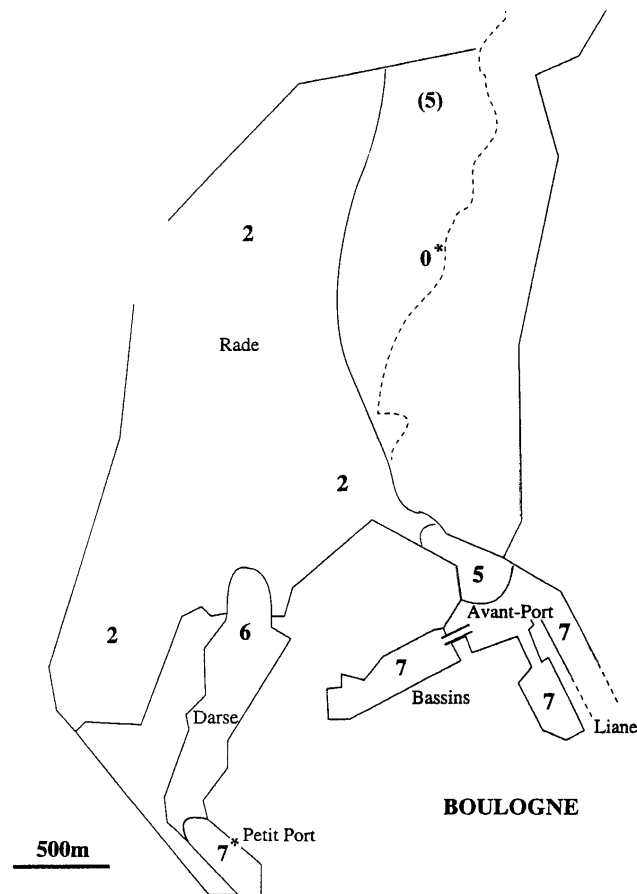 (5)
2
0*
Rade
2
5
Avant-Port
2
6
7
7
7
Bassins
Darse
Liane
BOULOGNE
Petit Port
7*
500m